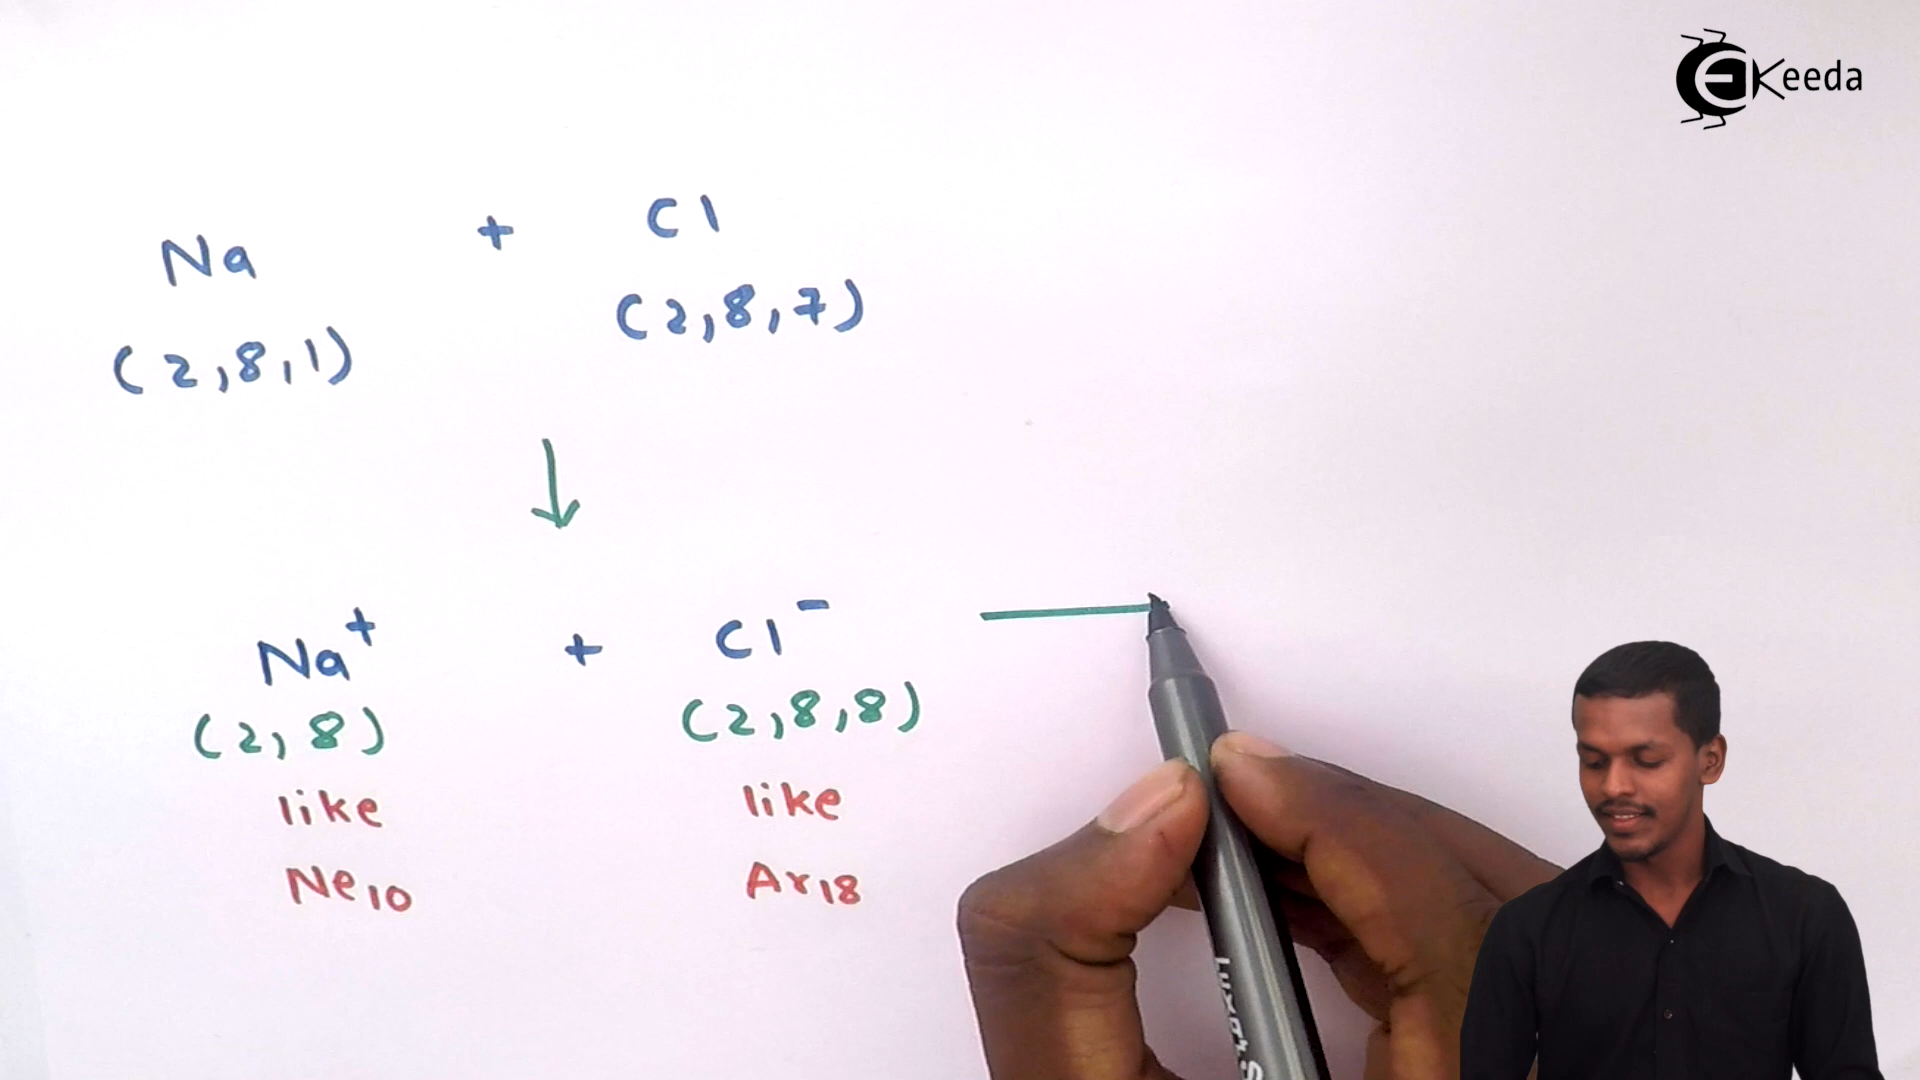 Keeda
Na + Cl
(2,8,1) (2,8,7)
Na⁺ + Cl⁻
(2,8) (2,8,8)
like like
Ne10 Ar18
Luxor S